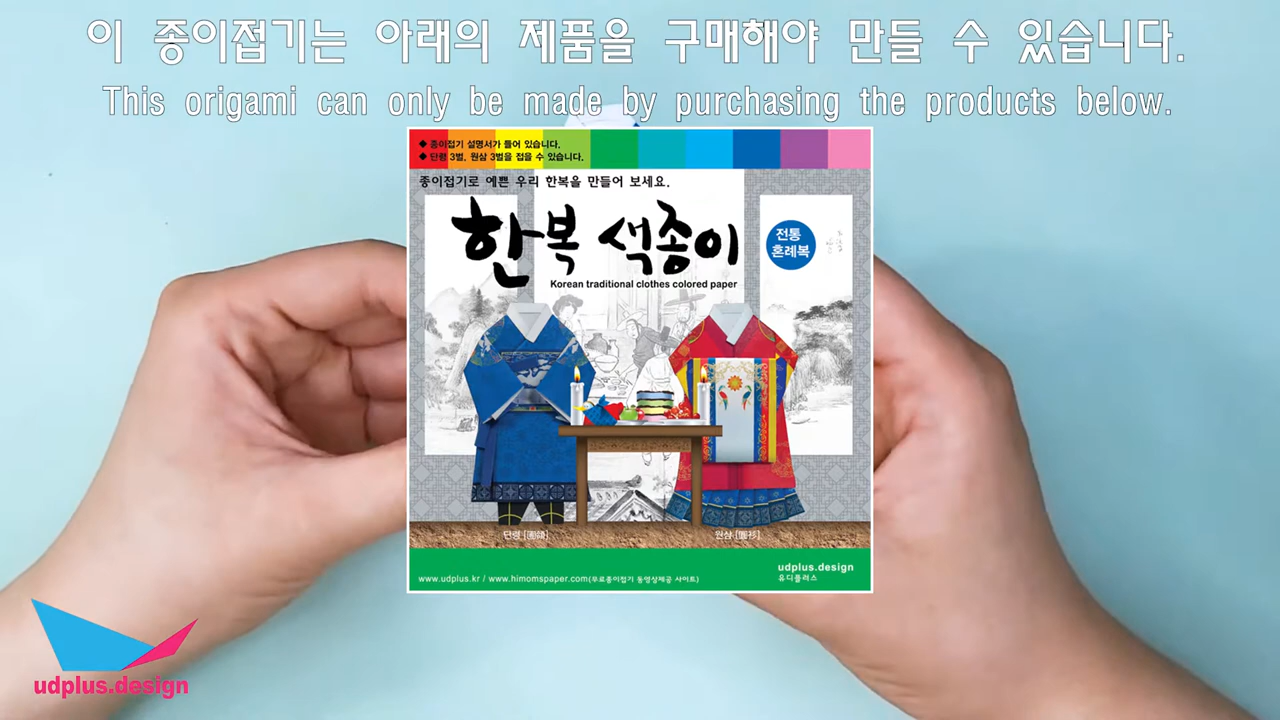 이 종이접기는 아래의 제품을 구매해야 만들 수 있습니다.
This origami can only be made by purchasing the products below.
◆ 종이접기 설명서가 들어 있습니다.
◆ 단령 3벌, 원삼 3벌을 접을 수 있습니다.
종이접기로 예쁜 우리 한복을 만들어 보세요.
한복 색종이
Korean traditional clothes colored paper
전통
혼례복
단령 [團領]
원삼 [圓衫]
www.udplus.kr / www.himomspaper.com(무료종이접기 동영상제공 사이트)
udplus.design
유디플러스
udplus.design